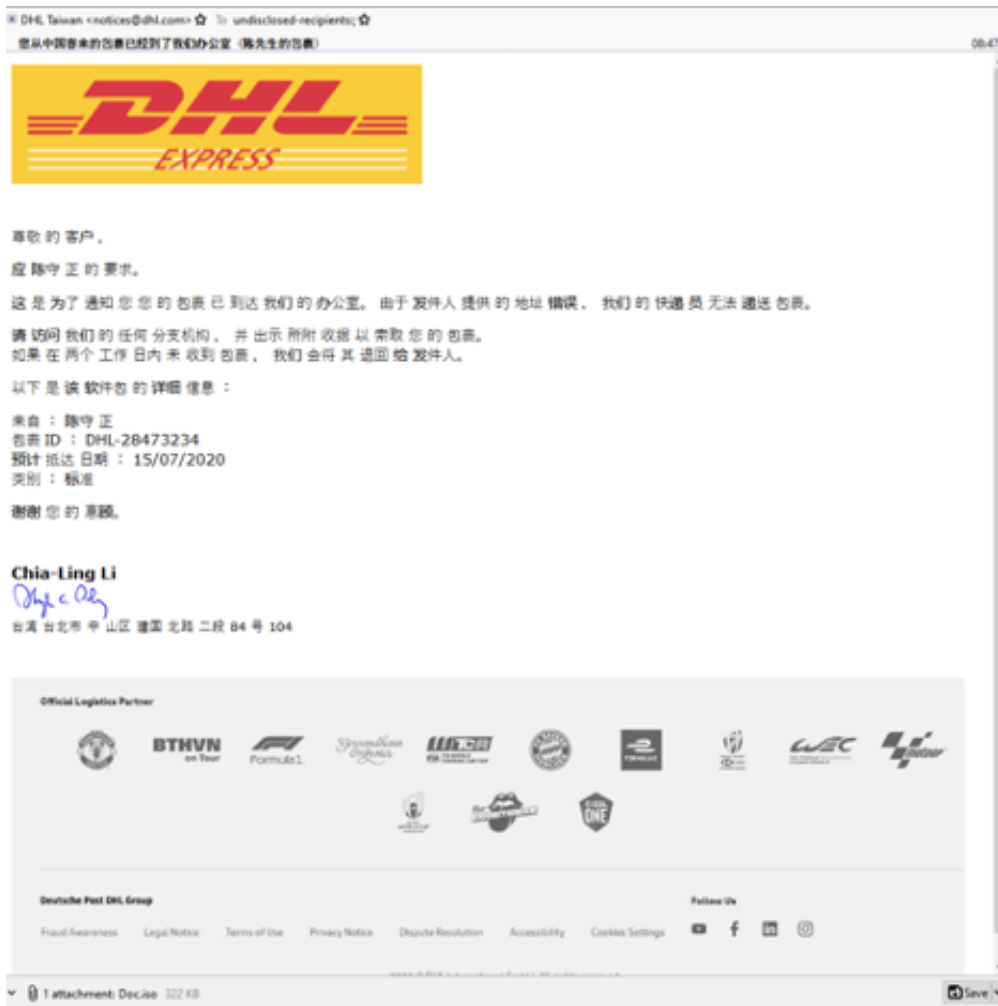 DHL Taiwan <notices@dhl.com> To undisclosed-recipients;
您从中国寄来的包裹已经到了我们办公室（陈先生的包裹）
08:47
DHL
EXPRESS
尊敬 的 客户，
应 陈守 正 的 要求。
这 是 为了 通知 您 您 的 包裹 已 到达 我们 的 办公室。 由于 发件人 提供 的 地址 错误， 我们 的 快递 员 无法 递送 包裹。
请 访问 我们 的 任何 分支机构， 并 出示 所附 收据 以 索取 您 的 包裹。
如果 在 两个 工作 日内 未 收到 包裹， 我们 会将 其 退回 给 发件人。
以下 是 该 软件包 的 详细 信息 ：
来自 ： 陈守 正
包裹 ID ： DHL-28473234
预计 抵达 日期 ： 15/07/2020
类别 ： 标准
谢谢 您 的 惠顾。
Chia-Ling Li
台湾 台北市 中 山区 建国 北路 二段 84 号 104
Official Logistics Partner
BTHVN
on Tour
Formula1
WTCR
WEC
Deutsche Post DHL Group
Follow Us
Fraud Awareness Legal Notice Terms of Use Privacy Notice Dispute Resolution Accessibility Cookies Settings
1 attachment: Doc.iso 322 KB
Save